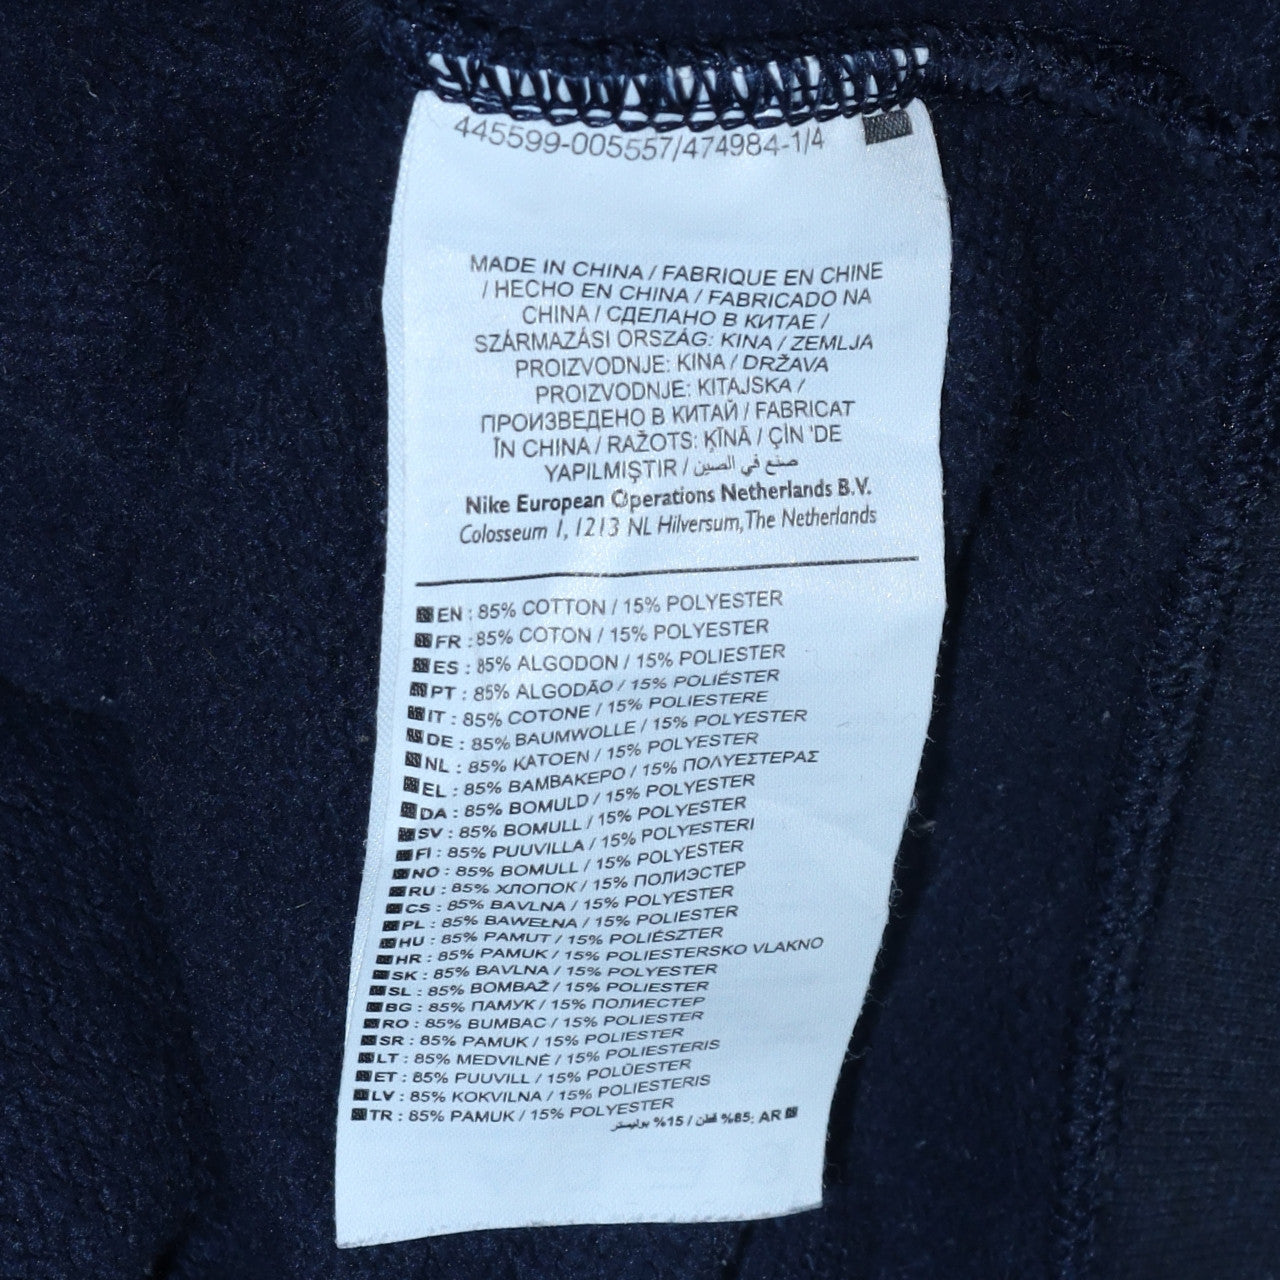 445599-005557/474984-1/4
MADE IN CHINA / FABRIQUE EN CHINE
/ HECHO EN CHINA / FABRICADO NA
CHINA / СДЕЛАНО В КИТАЕ /
SZÁRMAZÁSI ORSZÁG: KINA / ZEMLJA
PROIZVODNJE: KINA / DRŽAVA
PROIZVODNJE: KITAJSKA /
ПРОИЗВЕДЕНО В КИТАЙ / FABRICAT
ÎN CHINA / RAŽOTS: ĶĪNĀ / ÇİN 'DE
YAPILMIŞTIR / صنع في الصين
Nike European Operations Netherlands B.V.
Colosseum 1, 1213 NL Hilversum, The Netherlands
EN : 85% COTTON / 15% POLYESTER
FR : 85% COTON / 15% POLYESTER
ES : 85% ALGODON / 15% POLIESTER
PT : 85% ALGODÃO / 15% POLIÉSTER
IT : 85% COTONE / 15% POLIESTERE
DE : 85% BAUMWOLLE / 15% POLYESTER
NL : 85% KATOEN / 15% POLYESTER
EL : 85% ΒΑΜΒΑΚΕΡΟ / 15% ΠΟΛΥΕΣΤΕΡΑΣ
DA : 85% BOMULD / 15% POLYESTER
SV : 85% BOMULL / 15% POLYESTER
FI : 85% PUUVILLA / 15% POLYESTERI
NO : 85% BOMULL / 15% POLYESTER
RU : 85% ХЛОПОК / 15% ПОЛИЭСТЕР
CS : 85% BAVLNA / 15% POLYESTER
PL : 85% BAWEŁNA / 15% POLIESTER
HU : 85% PAMUT / 15% POLIÉSZTER
HR : 85% PAMUK / 15% POLIESTERSKO VLAKNO
SK : 85% BAVLNA / 15% POLYESTER
SL : 85% BOMBAŽ / 15% POLIESTER
BG : 85% ПАМУК / 15% ПОЛИЕСТЕР
RO : 85% BUMBAC / 15% POLIESTER
SR : 85% PAMUK / 15% POLIESTER
LT : 85% MEDVILNĖ / 15% POLIESTERIS
ET : 85% PUUVILL / 15% POLÜESTER
LV : 85% KOKVILNA / 15% POLIESTERIS
TR : 85% PAMUK / 15% POLYESTER
AR :85% قطن / 15% بوليستر